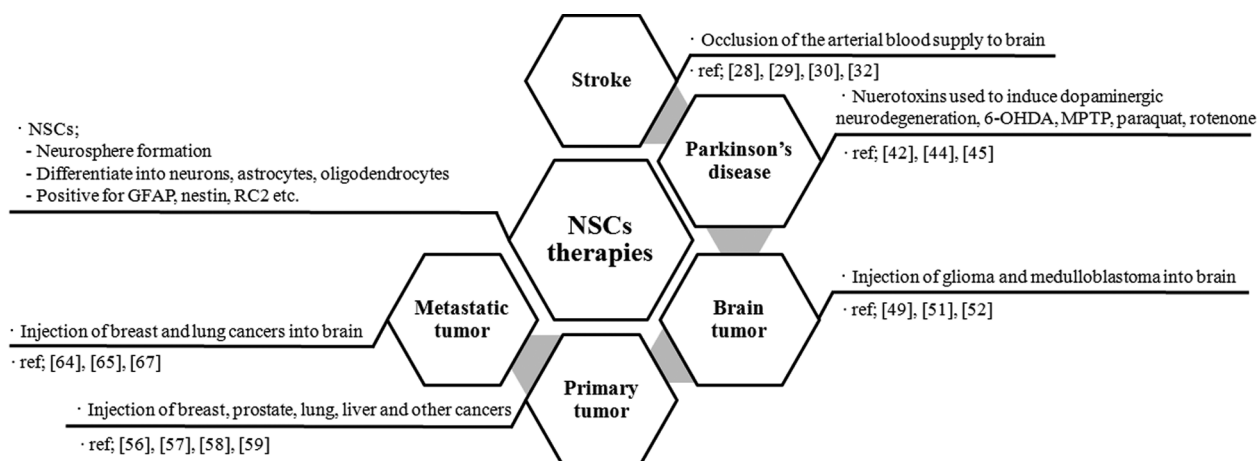 Stroke
· Occlusion of the arterial blood supply to brain
· ref; [28], [29], [30], [32]
Parkinson's
disease
· Nuerotoxins used to induce dopaminergic
neurodegeneration, 6-OHDA, MPTP, paraquat, rotenone
· ref; [42], [44], [45]
· NSCs;
- Neurosphere formation
- Differentiate into neurons, astrocytes, oligodendrocytes
- Positive for GFAP, nestin, RC2 etc.
NSCs
therapies
Brain
tumor
· Injection of glioma and medulloblastoma into brain
· ref; [49], [51], [52]
Metastatic
tumor
· Injection of breast and lung cancers into brain
· ref; [64], [65], [67]
Primary
tumor
· Injection of breast, prostate, lung, liver and other cancers
· ref; [56], [57], [58], [59]